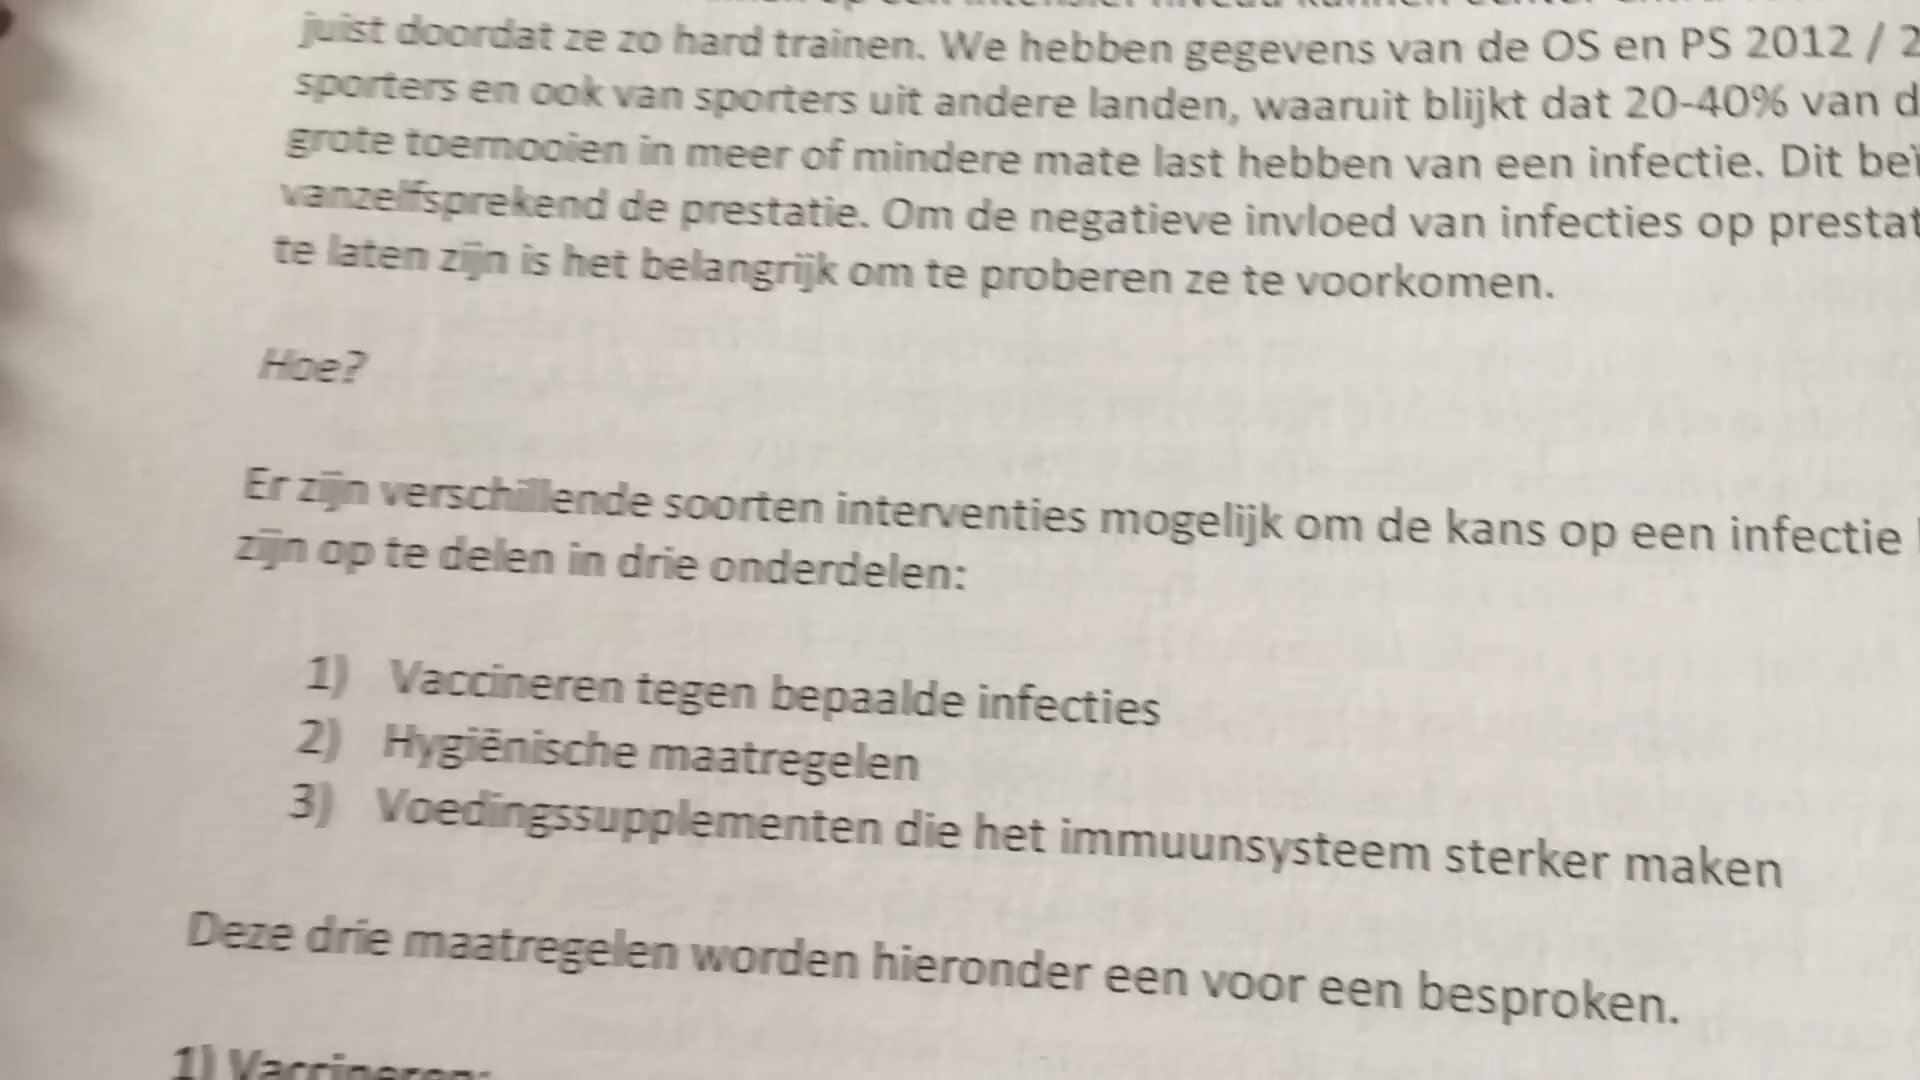 juist doordat ze zo hard trainen. We hebben gegevens van de OS en PS 2012 / 2
sporters en ook van sporters uit andere landen, waaruit blijkt dat 20-40% van d
grote toernooien in meer of mindere mate last hebben van een infectie. Dit beï
vanzelfsprekend de prestatie. Om de negatieve invloed van infecties op prestat
te laten zijn is het belangrijk om te proberen ze te voorkomen.
Hoe?
Er zijn verschillende soorten interventies mogelijk om de kans op een infectie
zijn op te delen in drie onderdelen:
1) Vaccineren tegen bepaalde infecties
2) Hygiënische maatregelen
3) Voedingssupplementen die het immuunsysteem sterker maken
Deze drie maatregelen worden hieronder een voor een besproken.
1) Vaccineren: